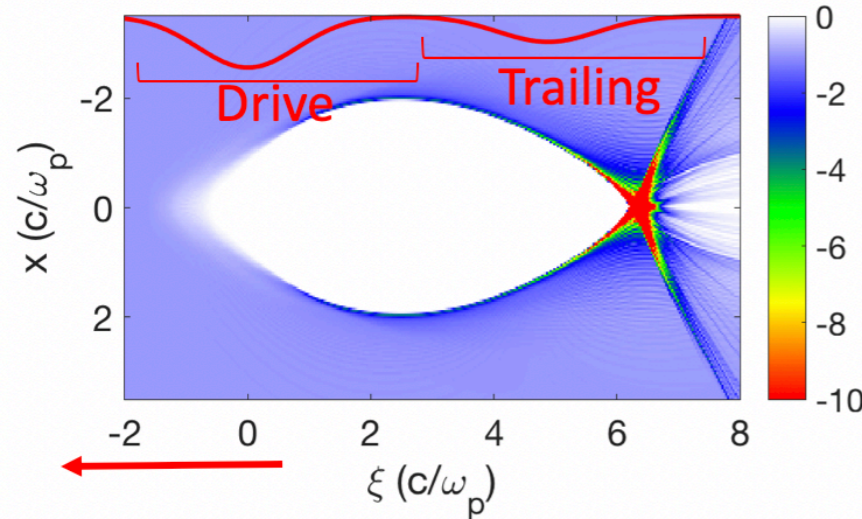 Drive
Trailing
-2
0
2
x (c/ω_p)
-2 0 2 4 6 8
ξ (c/ω_p)
0
-2
-4
-6
-8
-10